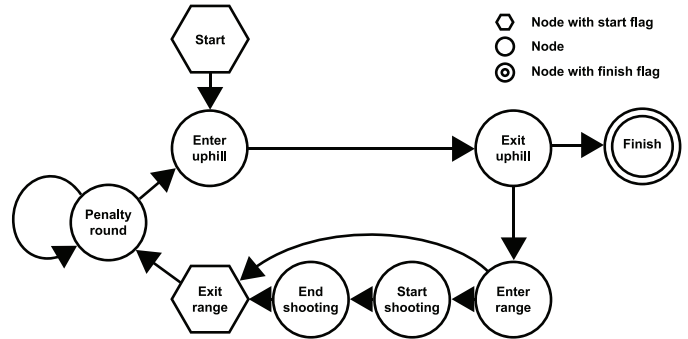 Node with start flag
Node
Node with finish flag
Start
Enter
uphill
Exit
uphill
Finish
Penalty
round
Exit
range
End
shooting
Start
shooting
Enter
range